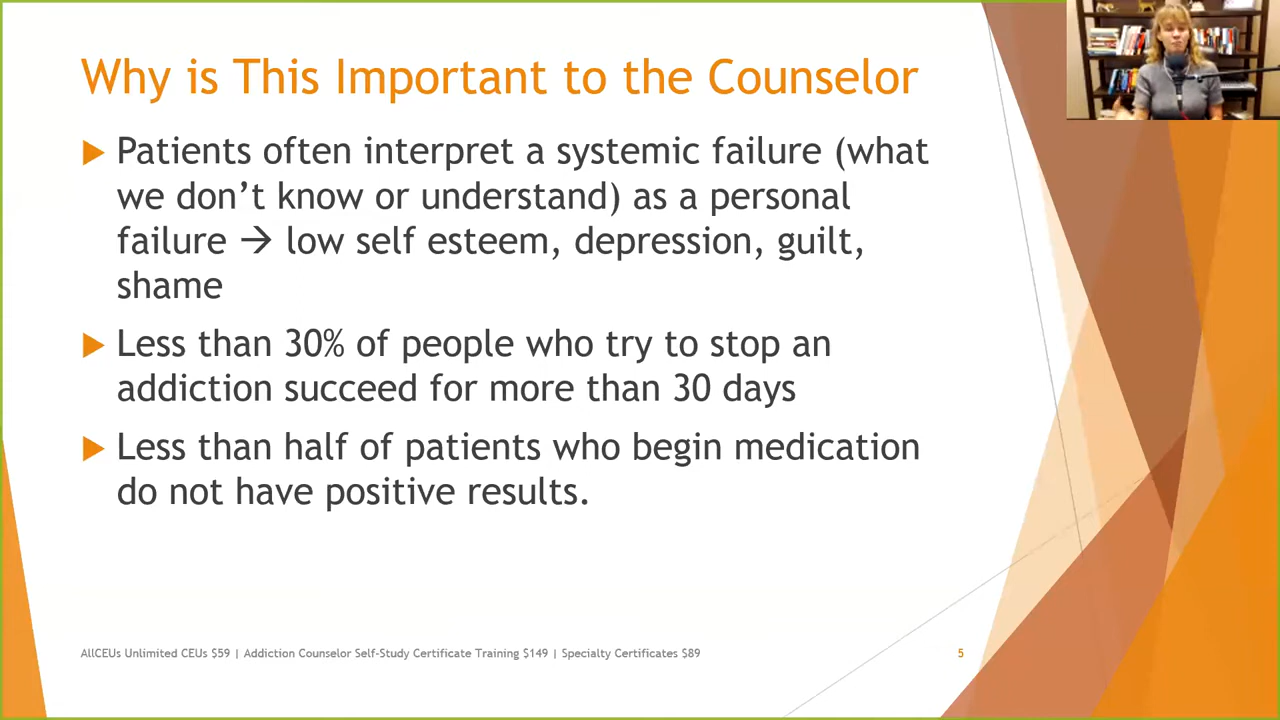 Why is This Important to the Counselor
Patients often interpret a systemic failure (what
we don’t know or understand) as a personal
failure → low self esteem, depression, guilt,
shame
Less than 30% of people who try to stop an
addiction succeed for more than 30 days
Less than half of patients who begin medication
do not have positive results.
AllCEUs Unlimited CEUs $59 | Addiction Counselor Self-Study Certificate Training $149 | Specialty Certificates $89
5